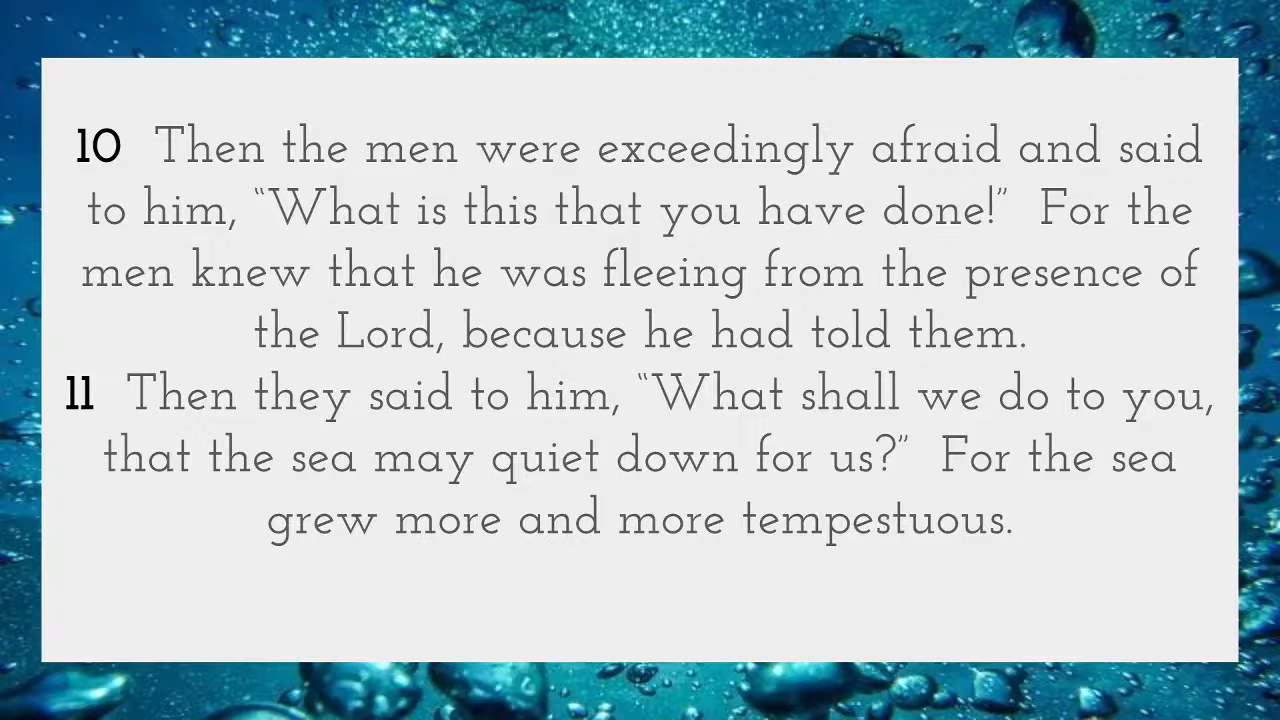 10 Then the men were exceedingly afraid and said
to him, “What is this that you have done!” For the
men knew that he was fleeing from the presence of
the Lord, because he had told them.
11 Then they said to him, “What shall we do to you,
that the sea may quiet down for us?” For the sea
grew more and more tempestuous.